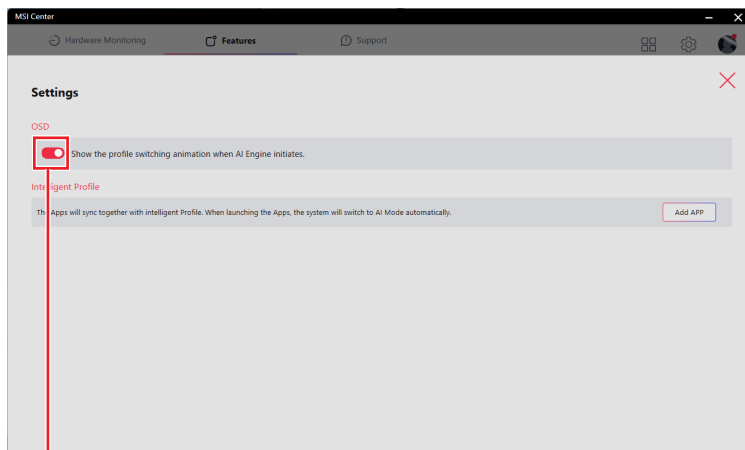 MSI Center
Hardware Monitoring Features Support
Settings
OSD
Show the profile switching animation when AI Engine initiates.
Intelligent Profile
The Apps will sync together with intelligent Profile. When launching the Apps, the system will switch to AI Mode automatically. Add APP